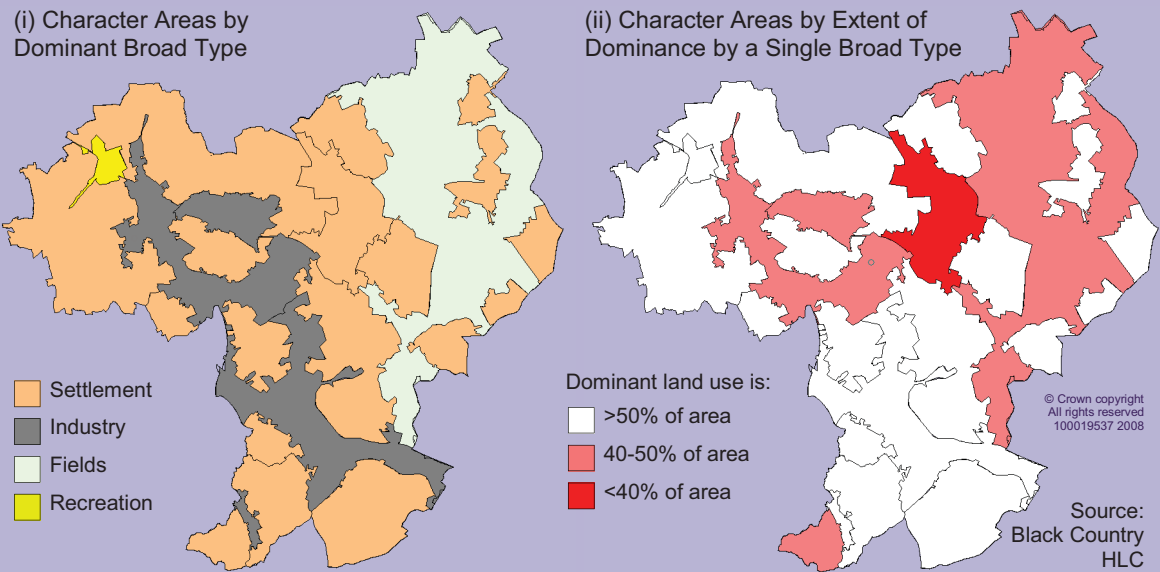 (i) Character Areas by
Dominant Broad Type
Settlement
Industry
Fields
Recreation
(ii) Character Areas by Extent of
Dominance by a Single Broad Type
Dominant land use is:
>50% of area
40-50% of area
<40% of area
© Crown copyright
All rights reserved
100019537 2008
Source:
Black Country
HLC